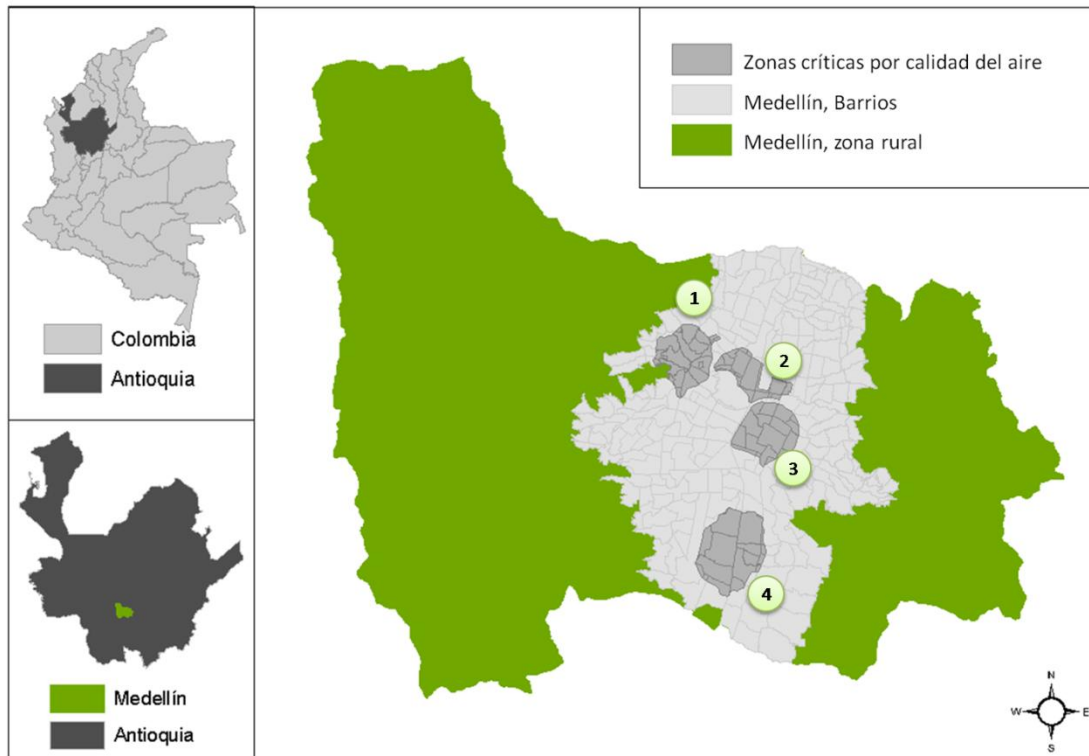 Colombia
Antioquia
Medellín
Antioquia
Zonas críticas por calidad del aire
Medellín, Barrios
Medellín, zona rural
1
2
3
4
N
W E
S